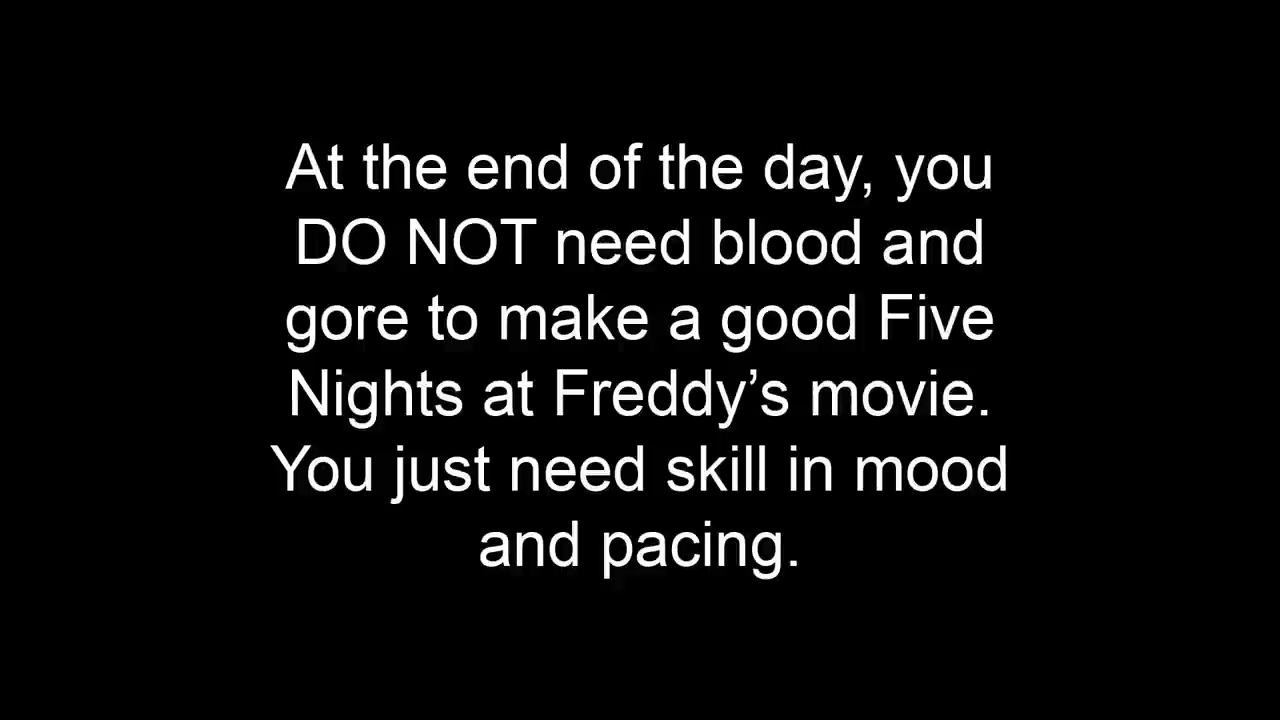 At the end of the day, you
DO NOT need blood and
gore to make a good Five
Nights at Freddy’s movie.
You just need skill in mood
and pacing.